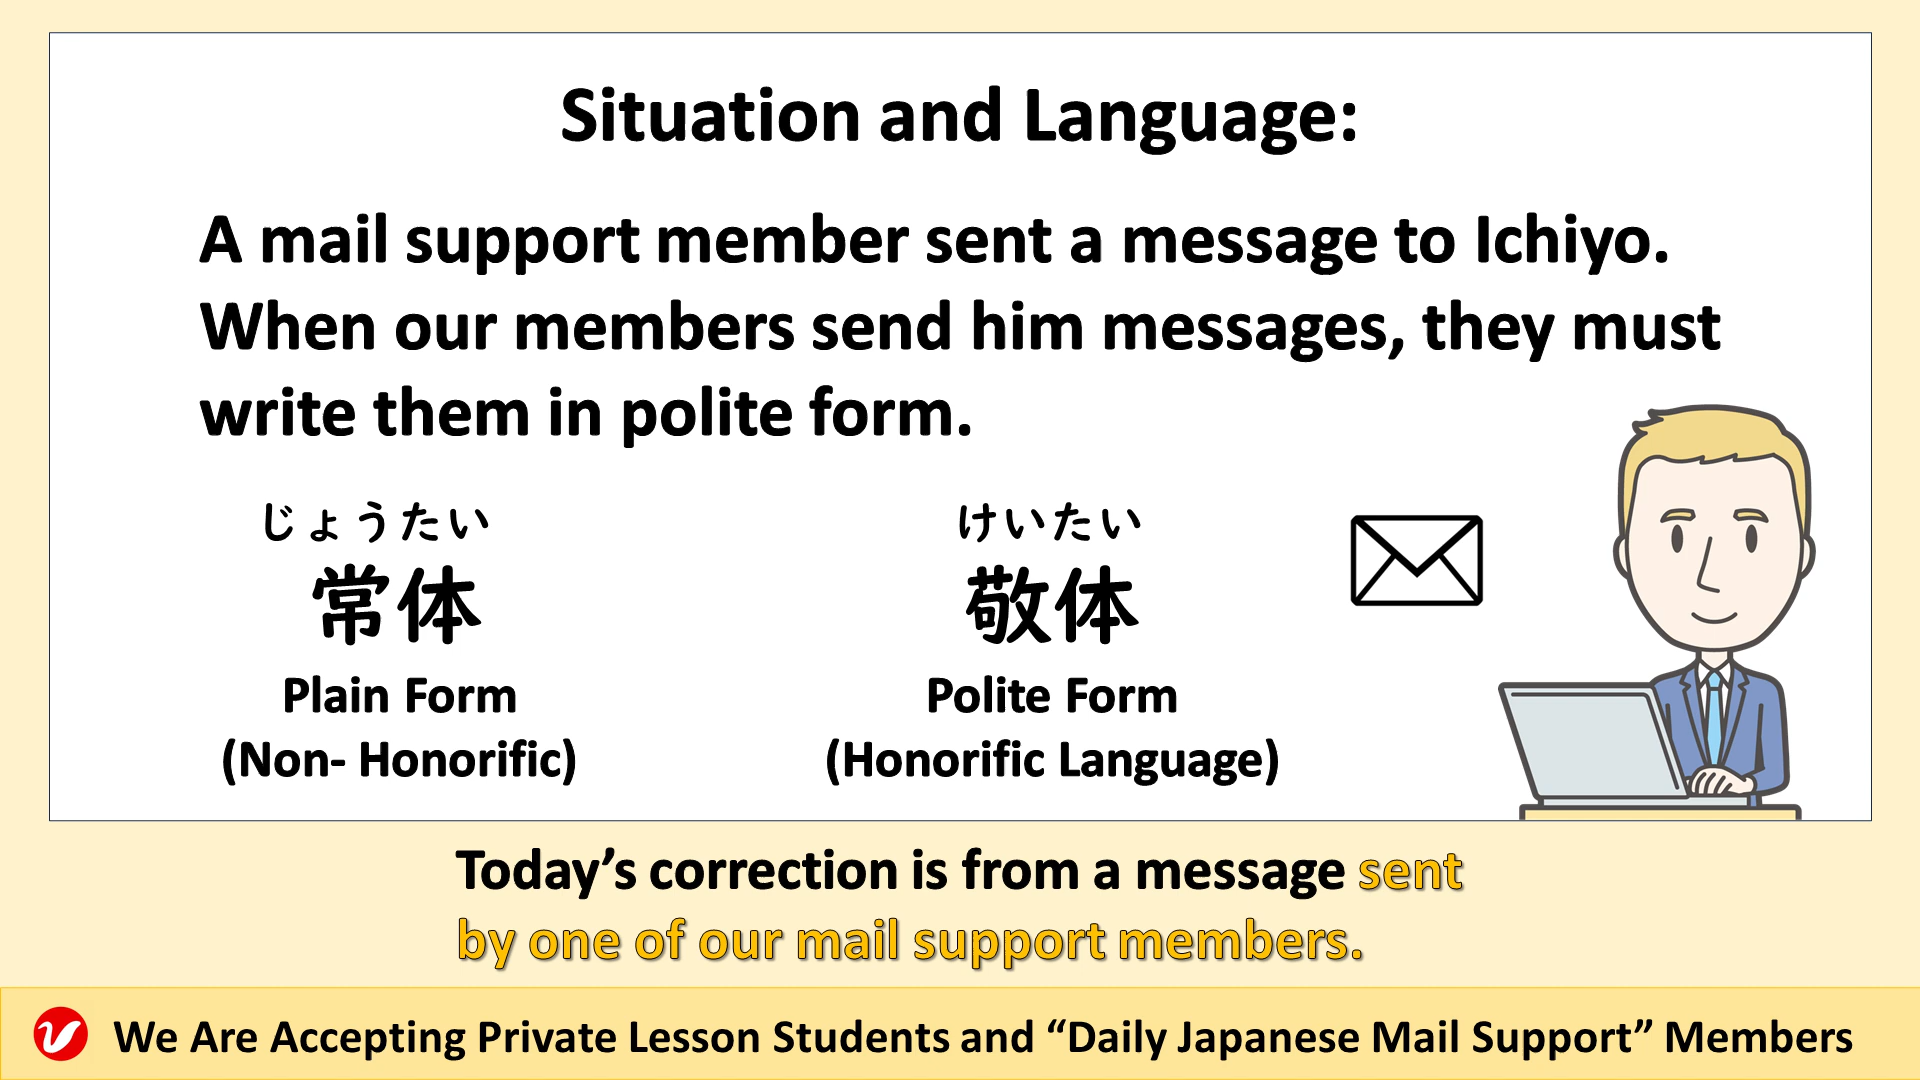 Situation and Language:
A mail support member sent a message to Ichiyo.
When our members send him messages, they must
write them in polite form.
じょうたい
常体
Plain Form
(Non- Honorific)
けいたい
敬体
Polite Form
(Honorific Language)
Today’s correction is from a message sent
by one of our mail support members.
We Are Accepting Private Lesson Students and “Daily Japanese Mail Support” Members